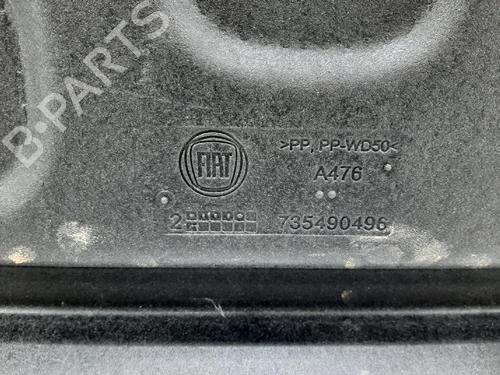 B-PARTS
FIAT
>PP, PP-WD50<
A476
2
735490496